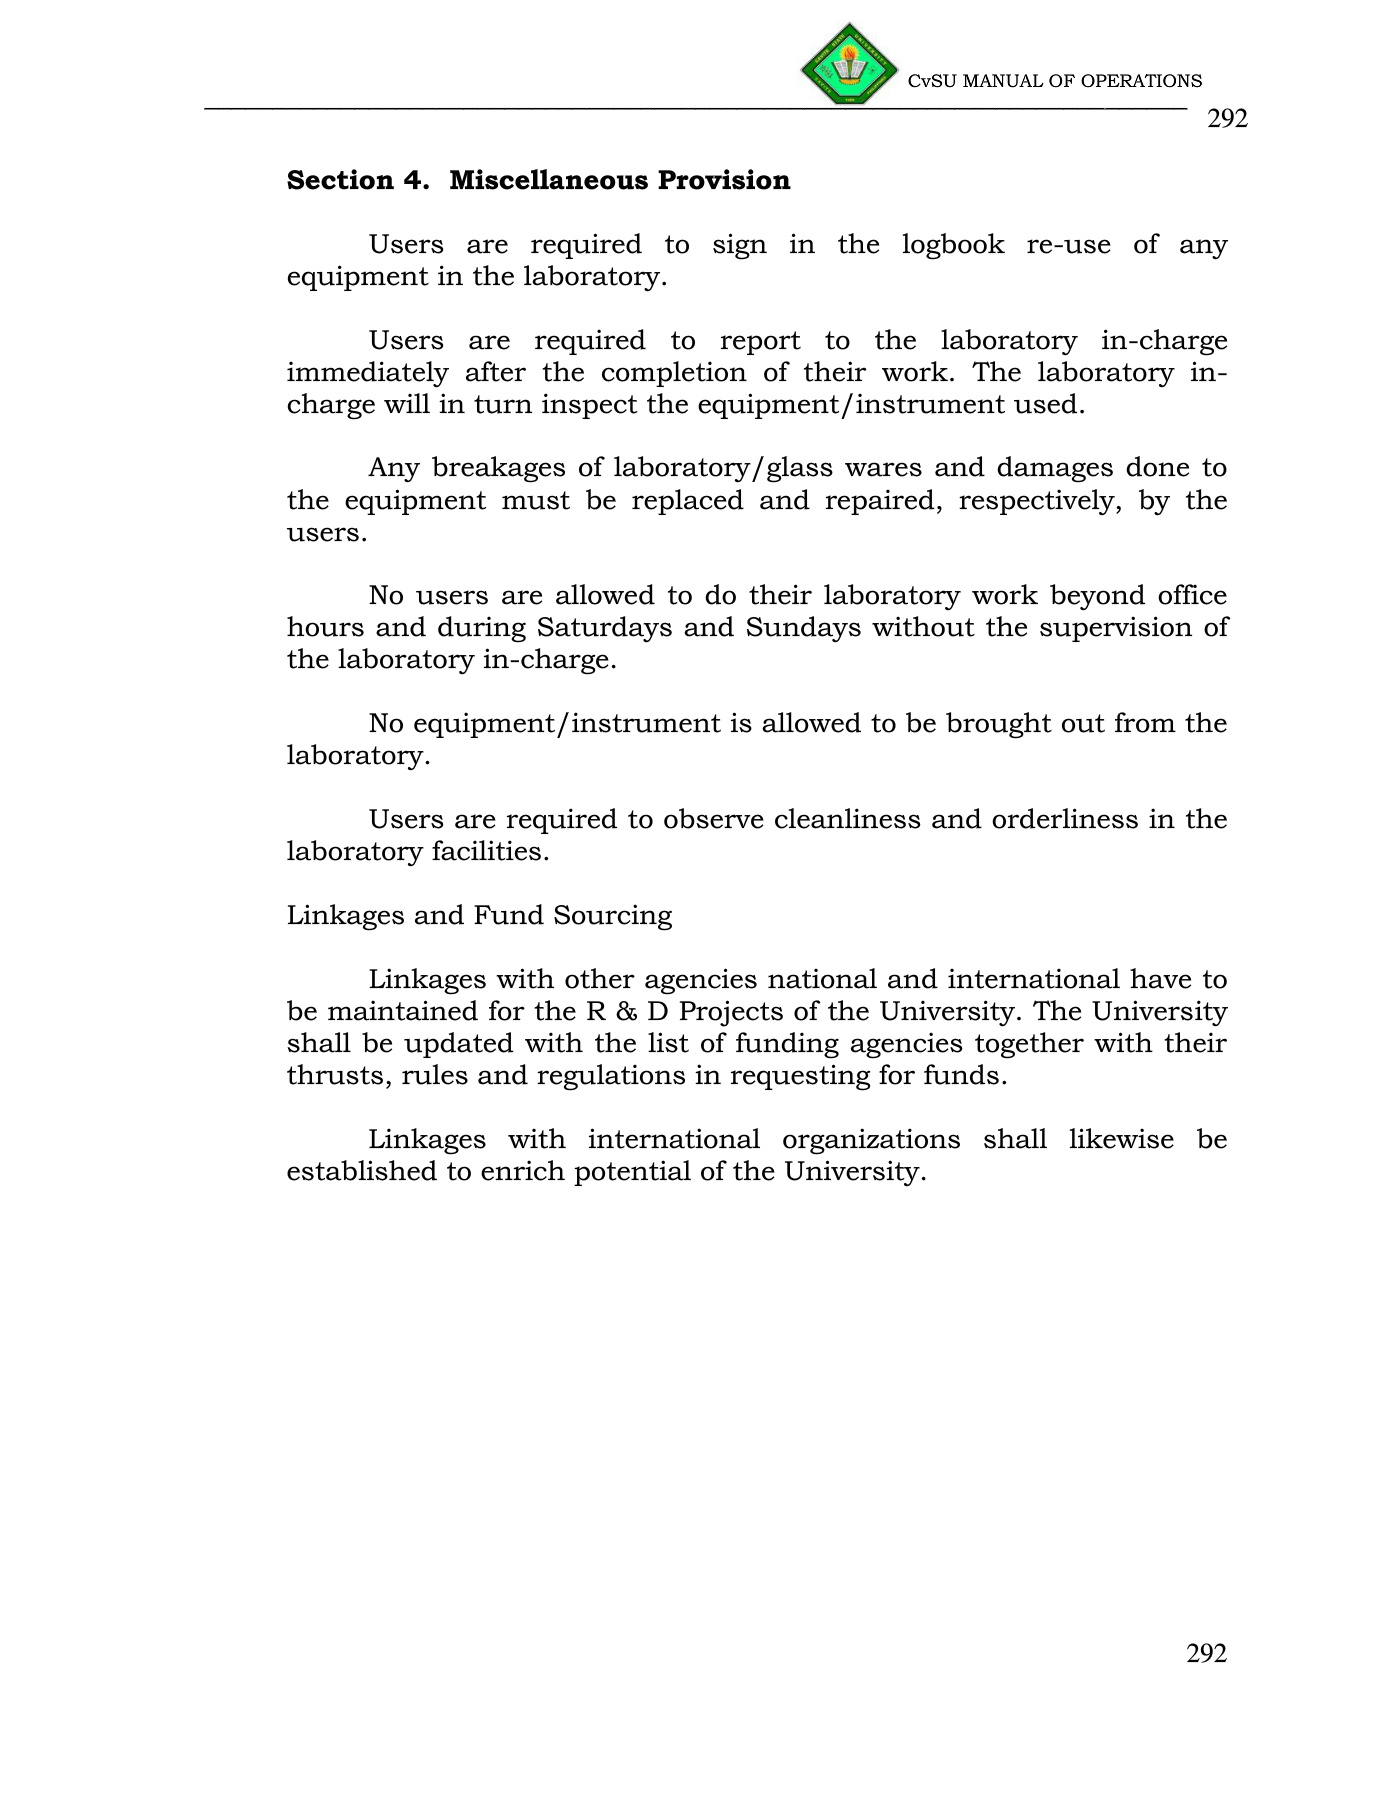 CvSU MANUAL OF OPERATIONS
292
Section 4. Miscellaneous Provision
Users are required to sign in the logbook re-use of any
equipment in the laboratory.
Users are required to report to the laboratory in-charge
immediately after the completion of their work. The laboratory in-
charge will in turn inspect the equipment/instrument used.
Any breakages of laboratory/glass wares and damages done to
the equipment must be replaced and repaired, respectively, by the
users.
No users are allowed to do their laboratory work beyond office
hours and during Saturdays and Sundays without the supervision of
the laboratory in-charge.
No equipment/instrument is allowed to be brought out from the
laboratory.
Users are required to observe cleanliness and orderliness in the
laboratory facilities.
Linkages and Fund Sourcing
Linkages with other agencies national and international have to
be maintained for the R & D Projects of the University. The University
shall be updated with the list of funding agencies together with their
thrusts, rules and regulations in requesting for funds.
Linkages with international organizations shall likewise be
established to enrich potential of the University.
292